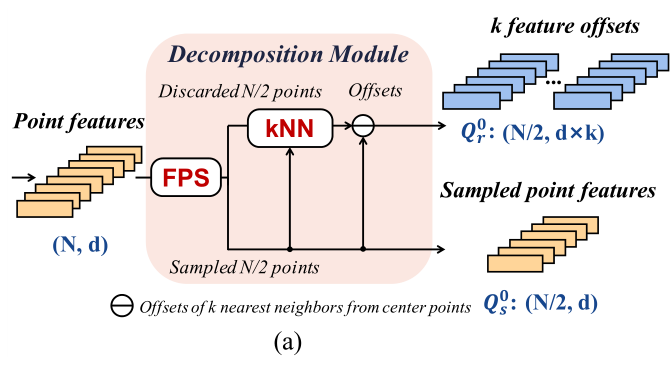 k feature offsets
Decomposition Module
Discarded N/2 points
Offsets
...
Point features
kNN
Q_r^0: (N/2, d×k)
FPS
Sampled point features
(N, d)
Sampled N/2 points
Q_s^0: (N/2, d)
Offsets of k nearest neighbors from center points
(a)